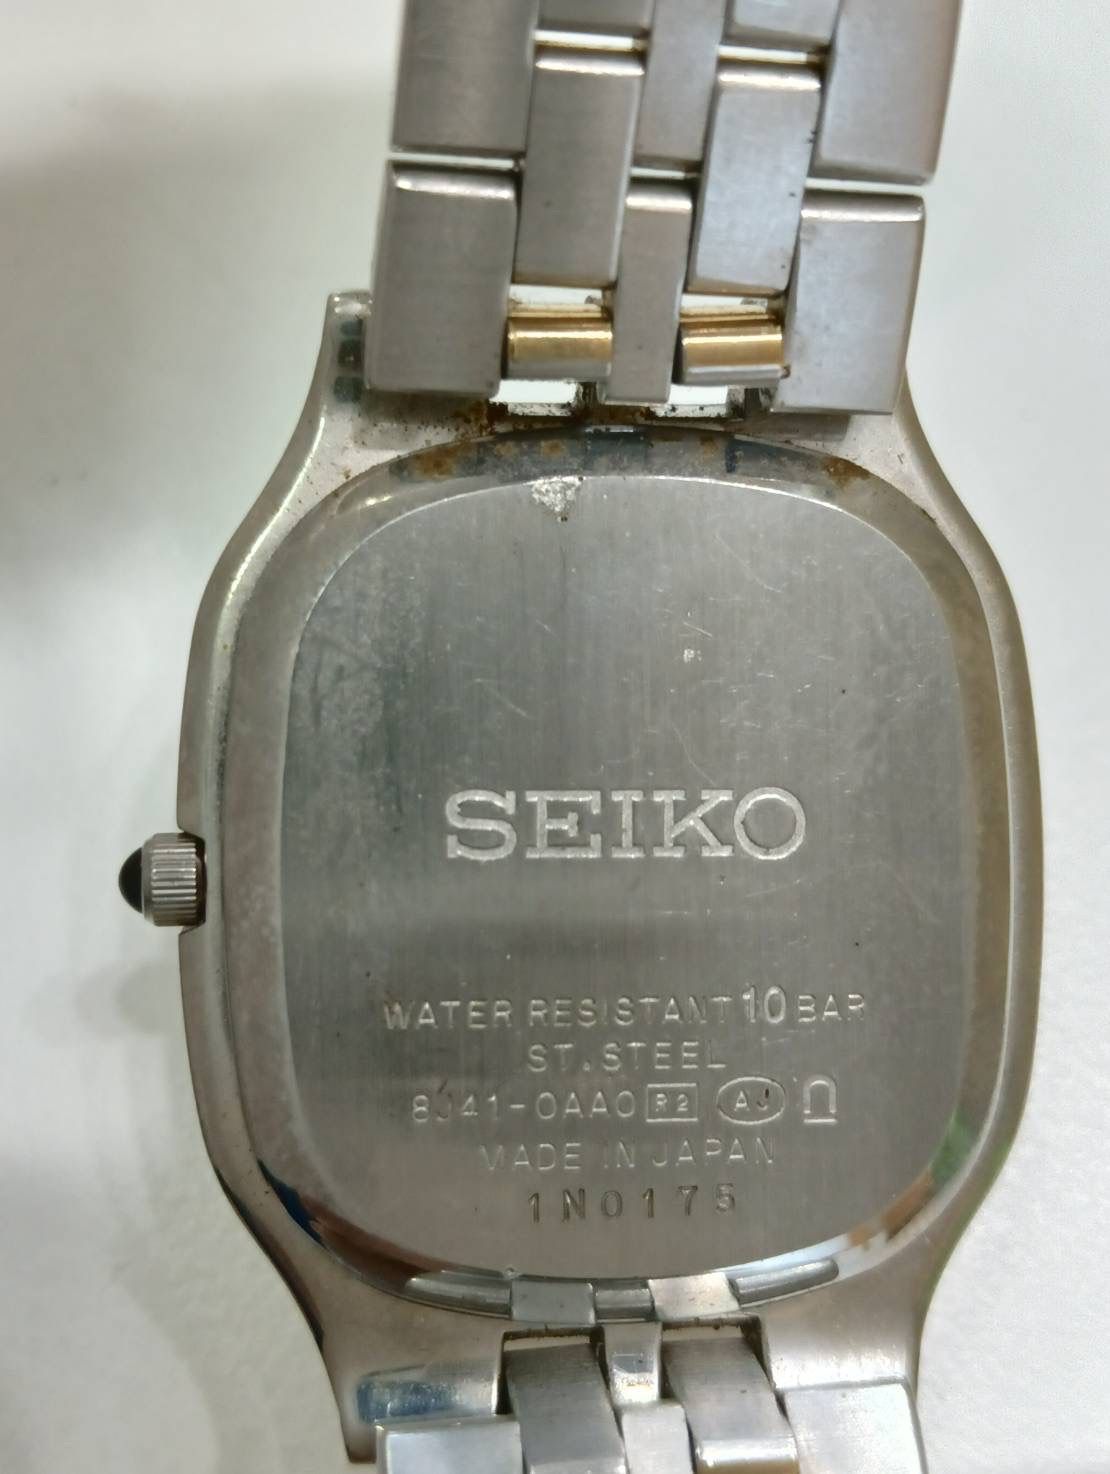 SEIKO
WATER RESISTANT 10 BAR
ST. STEEL
8J41-0AA0 R2 AJ
MADE IN JAPAN
1N0175